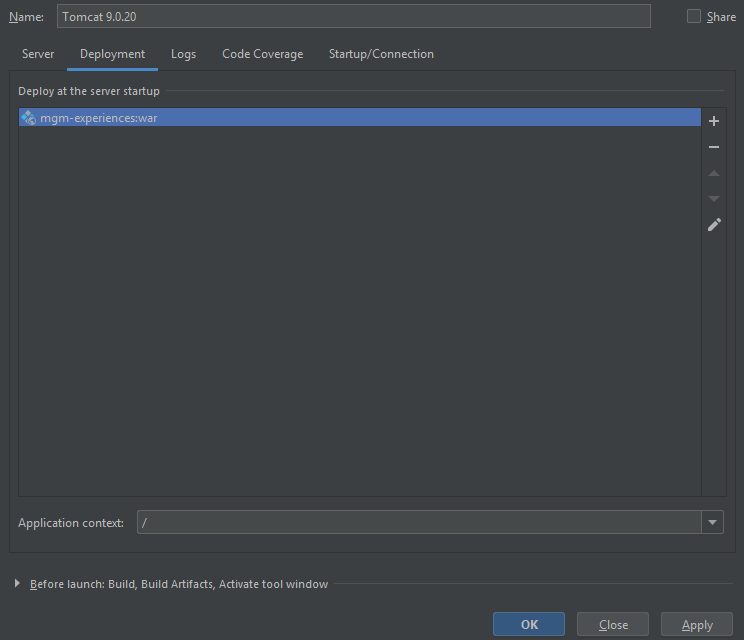 Name: Tomcat 9.0.20 Share
Server Deployment Logs Code Coverage Startup/Connection
Deploy at the server startup
mgm-experiences:war
Application context: /
Before launch: Build, Build Artifacts, Activate tool window
OK Close Apply